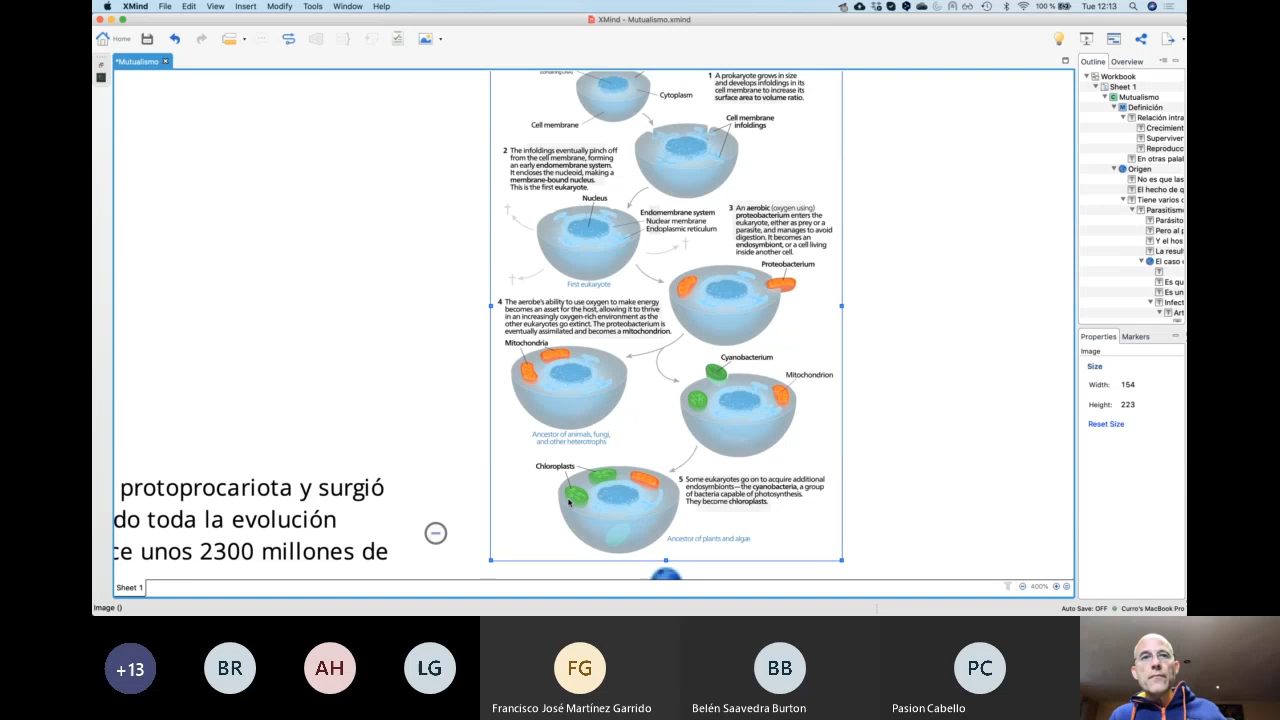 XMind File Edit View Insert Modify Tools Window Help
100 % Tue 12:13
XMind - Mutualismo.xmind
Home
*Mutualismo
Cytoplasm
Cell membrane
1 A prokaryote grows in size
and develops infoldings in its
cell membrane to increase its
surface area to volume ratio.
Cell membrane
infoldings
2 The infoldings eventually pinch off
from the cell membrane, forming
an early endomembrane system.
It encloses the nucleoid, making a
membrane-bound nucleus.
This is the first eukaryote.
Nucleus
Endomembrane system
Nuclear membrane
Endoplasmic reticulum
First eukaryote
3 An aerobic (oxygen using)
proteobacterium enters the
eukaryote, either as prey or a
parasite, and manages to avoid
digestion. It becomes an
endosymbiont, or a cell living
inside another cell.
Proteobacterium
4 The aerobe's ability to use oxygen to make energy
becomes an asset for the host, allowing it to thrive
in an increasingly oxygen-rich environment as the
other eukaryotes go extinct. The proteobacterium is
eventually assimilated and becomes a mitochondrion.
Mitochondria
Cyanobacterium
Mitochondrion
Ancestor of animals, fungi,
and other heterotrophs
Chloroplasts
5 Some eukaryotes go on to acquire additional
endosymbionts—the cyanobacteria, a group
of bacteria capable of photosynthesis.
They become chloroplasts.
Ancestor of plants and algae
protoprocariota y surgió
do toda la evolución
ce unos 2300 millones de
Sheet 1
400%
Image ()
Auto Save: OFF Curro's MacBook Pro
Outline Overview
Workbook
Sheet 1
Mutualismo
Definición
Relación intra
Crecimient
Superviver
Reproducc
En otras palal
Origen
No es que las
El hecho de q
Tiene varios c
Parasitism
Parásito
Pero al p
Y el hos
La resul
El caso
Es qu
Es un
Infect
Art
Properties Markers
Image
Size
Width: 154
Height: 223
Reset Size
+13
BR
AH
LG
FG
Francisco José Martínez Garrido
BB
Belén Saavedra Burton
PC
Pasion Cabello